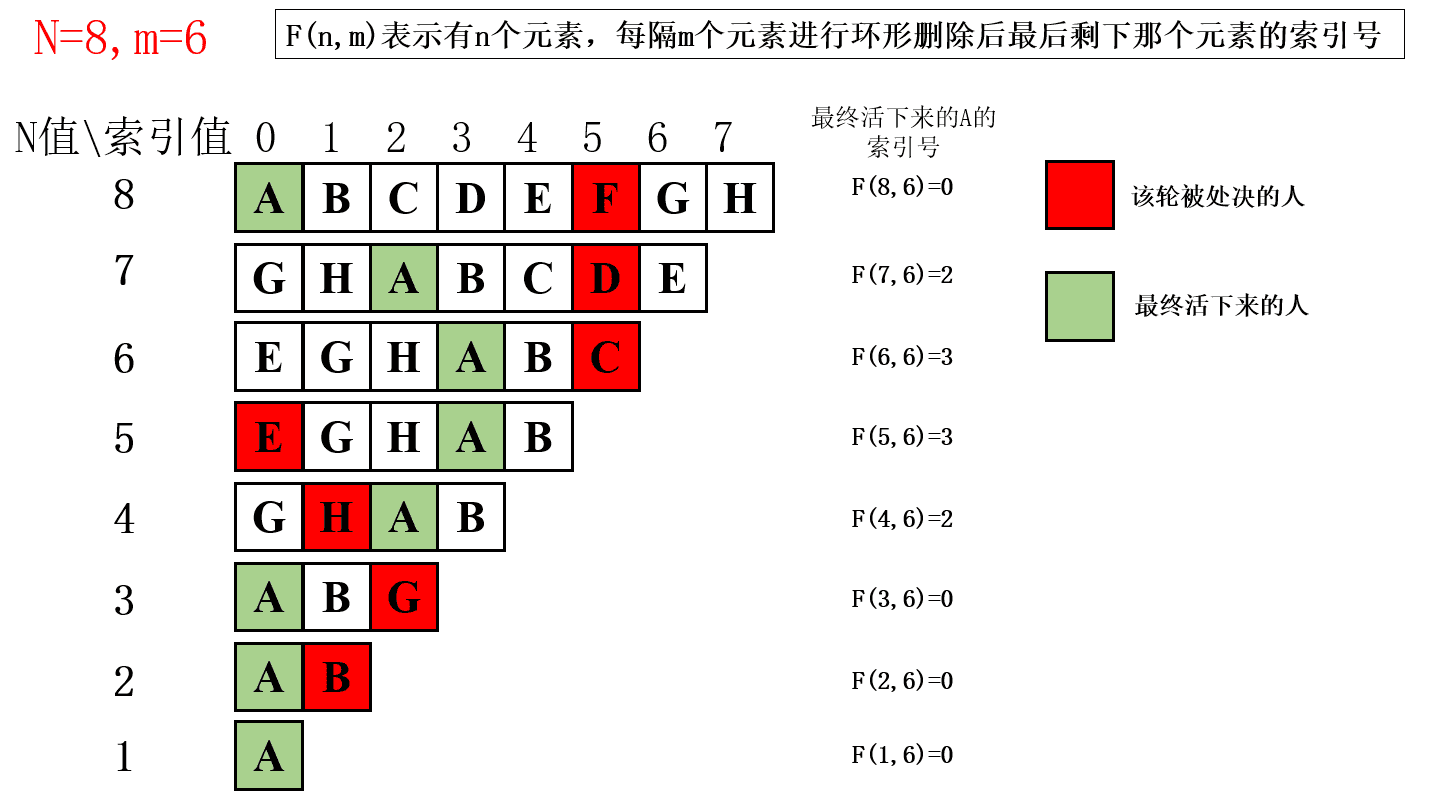 N=8,m=6
F(n,m)表示有n个元素，每隔m个元素进行环形删除后最后剩下那个元素的索引号
最终活下来的A的
索引号
N值\索引值 0 1 2 3 4 5 6 7
8 A B C D E F G H F(8,6)=0
该轮被处决的人
7 G H A B C D E F(7,6)=2
最终活下来的人
6 E G H A B C F(6,6)=3
5 E G H A B F(5,6)=3
4 G H A B F(4,6)=2
3 A B G F(3,6)=0
2 A B F(2,6)=0
1 A F(1,6)=0